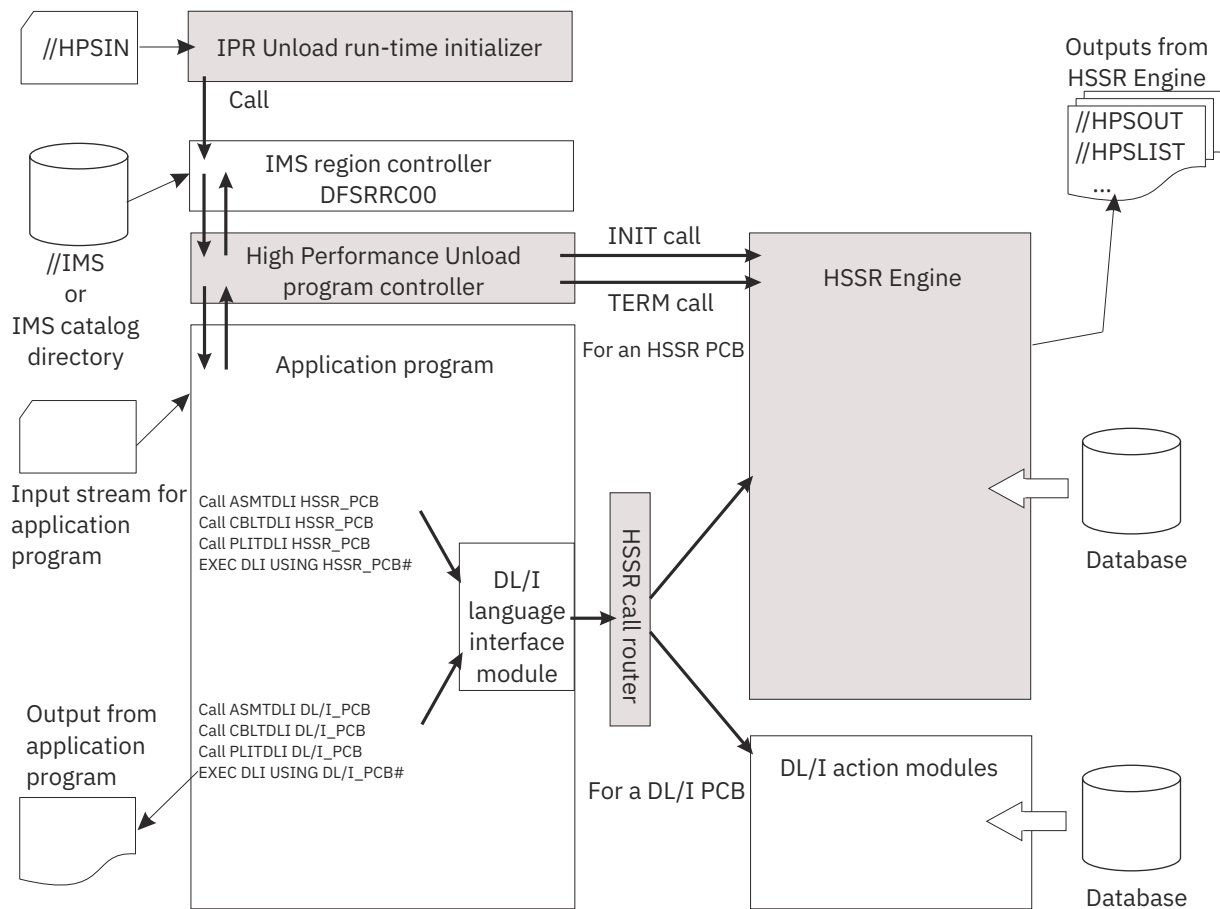 //HPSIN
IPR Unload run-time initializer
Outputs from
HSSR Engine
//HPSOUT
//HPSLIST
...
Call
IMS region controller
DFSRRC00
//IMS
or
IMS catalog
directory
High Performance Unload
program controller
INIT call
TERM call
For an HSSR PCB
HSSR Engine
Application program
Input stream for
application
program
Call ASMTDLI HSSR_PCB
Call CBLTDLI HSSR_PCB
Call PLITDLI HSSR_PCB
EXEC DLI USING HSSR_PCB#
DL/I
language
interface
module
HSSR call router
Database
Call ASMTDLI DL/I_PCB
Call CBLTDLI DL/I_PCB
Call PLITDLI DL/I_PCB
EXEC DLI USING DL/I_PCB#
Output from
application
program
For a DL/I PCB
DL/I action modules
Database